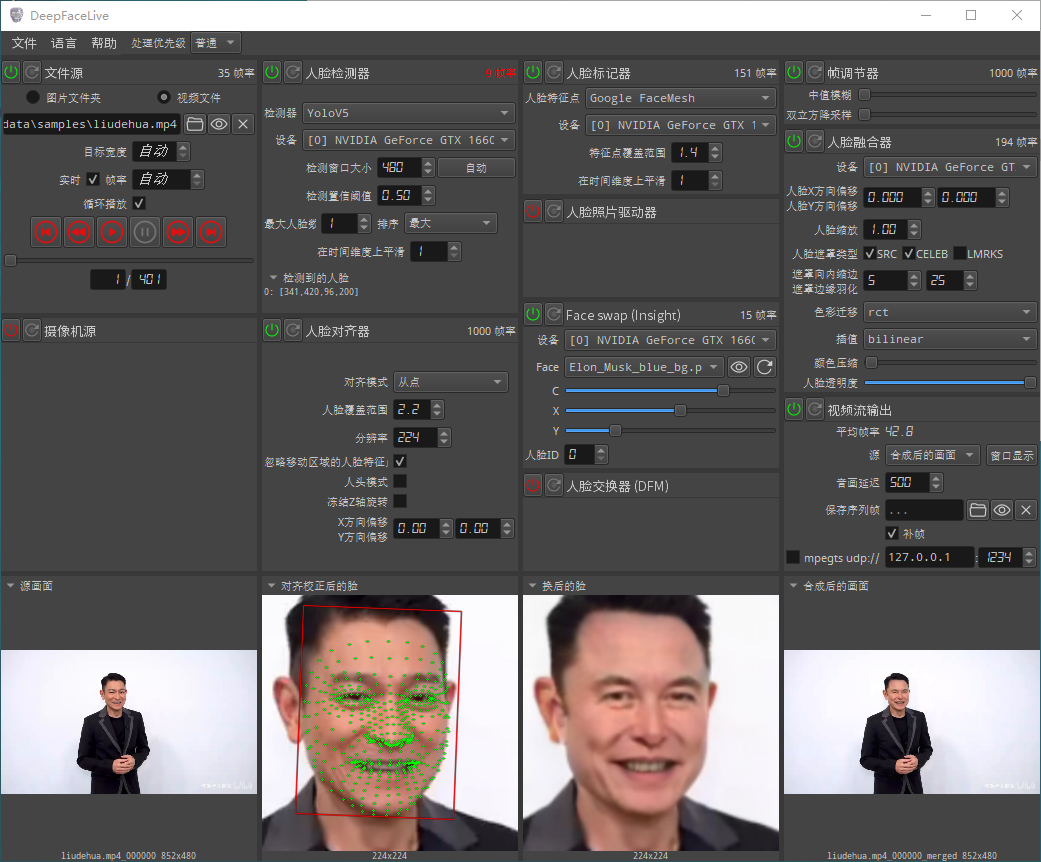 DeepFaceLive
文件 语言 帮助 处理优先级 普通
文件源 35 帧率
图片文件夹 视频文件
data\samples\liudehua.mp4
目标宽度 自动
实时 帧率 自动
循环播放
1 / 401
摄像机源
人脸检测器 9 帧率
检测器 YoloV5
设备 [0] NVIDIA GeForce GTX 166(
检测窗口大小 480 自动
检测置信阈值 0.50
最大人脸数 1 排序 最大
在时间维度上平滑 1
检测到的人脸
0: [341,420,96,200]
人脸对齐器 1000 帧率
对齐模式 从点
人脸覆盖范围 2.2
分辨率 224
忽略移动区域的人脸特征
人头模式
冻结Z轴旋转
X方向偏移
Y方向偏移 0.00 0.00
人脸标记器 151 帧率
人脸特征点 Google FaceMesh
设备 [0] NVIDIA GeForce GTX 1
特征点覆盖范围 1.4
在时间维度上平滑 1
人脸照片驱动器
Face swap (Insight) 15 帧率
设备 [0] NVIDIA GeForce GTX 166(
Face Elon_Musk_blue_bg.p
C
X
Y
人脸ID 0
人脸交换器 (DFM)
帧调节器 1000 帧率
中值模糊
双立方降采样
人脸融合器 194 帧率
设备 [0] NVIDIA GeForce GT
人脸X方向偏移
人脸Y方向偏移 0.000 0.000
人脸缩放 1.00
人脸遮罩类型 SRC CELEB LMRKS
遮罩向内缩边
遮罩边缘羽化 5 25
色彩迁移 rct
插值 bilinear
颜色压缩
人脸透明度
视频流输出
平均帧率 42.8
源 合成后的画面 窗口显示
音画延迟 500
保存序列帧 ...
补帧
mpegts udp:// 127.0.0.1 : 1234
源画面
liudehua.mp4_000000 852x480
对齐校正后的脸
224x224
换后的脸
224x224
合成后的画面
liudehua.mp4_000000_merged 852x480